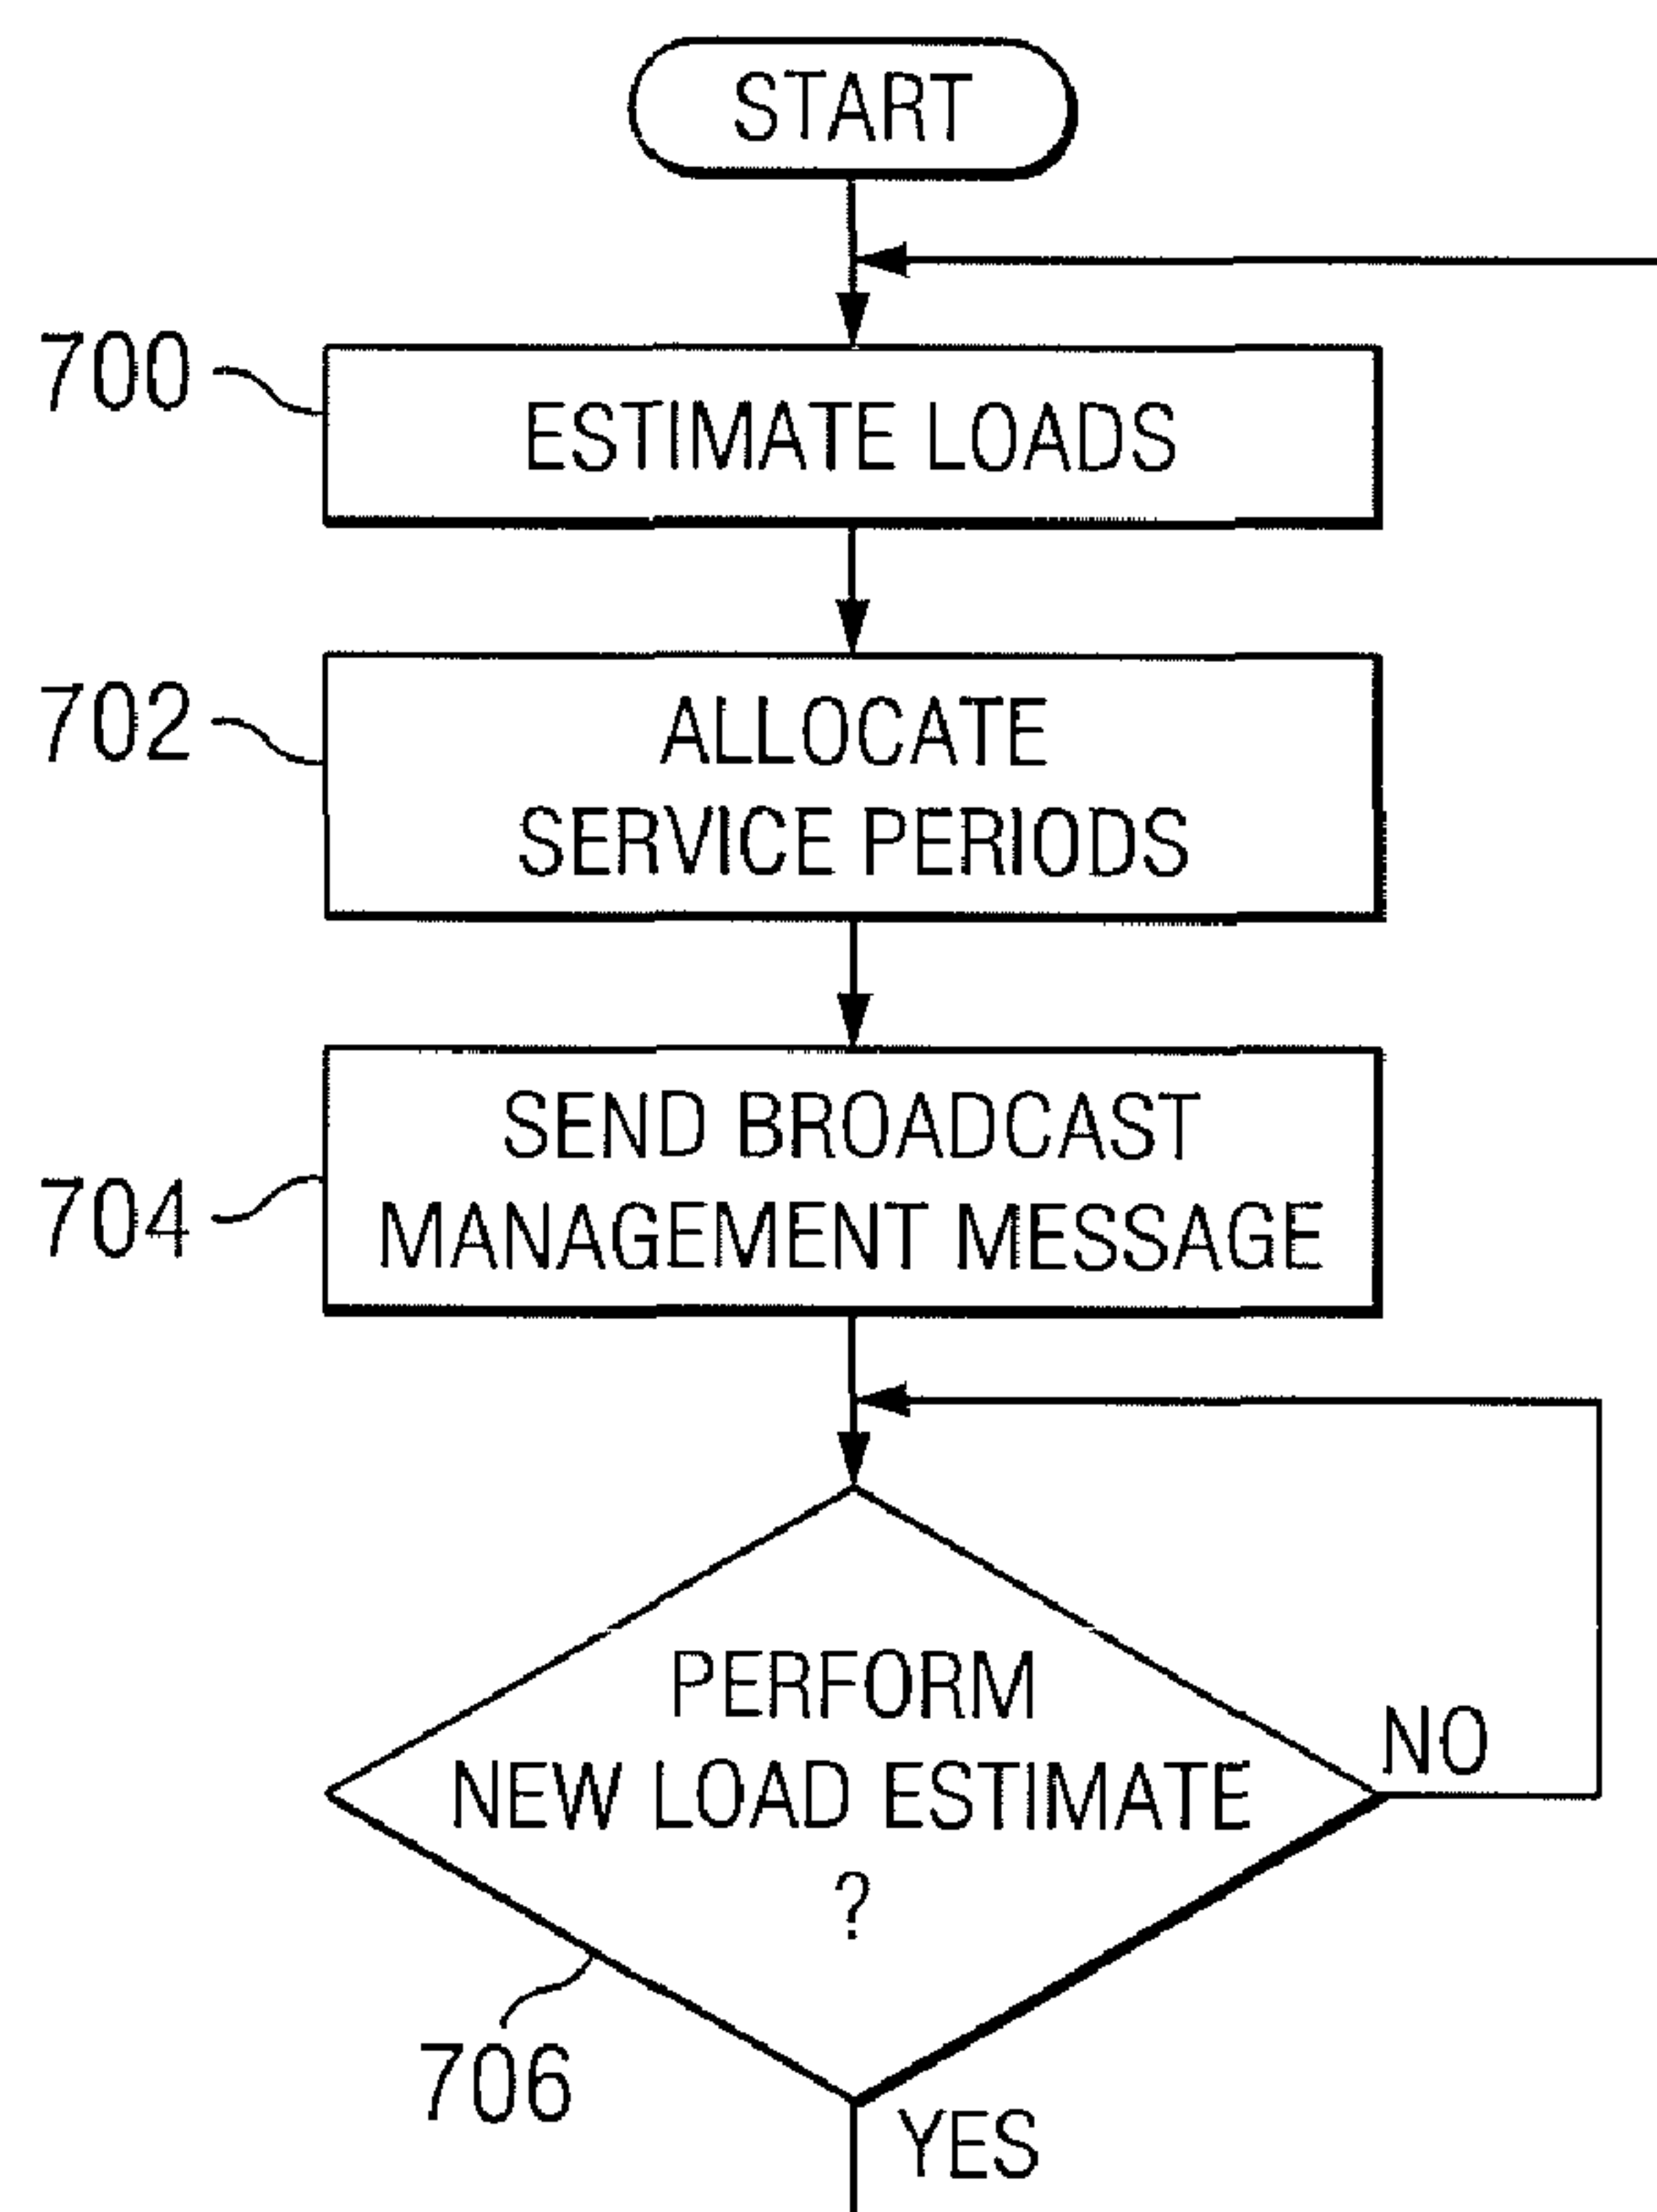 START
700
ESTIMATE LOADS
702
ALLOCATE
SERVICE PERIODS
704
SEND BROADCAST
MANAGEMENT MESSAGE
PERFORM
NEW LOAD ESTIMATE
?
NO
706
YES